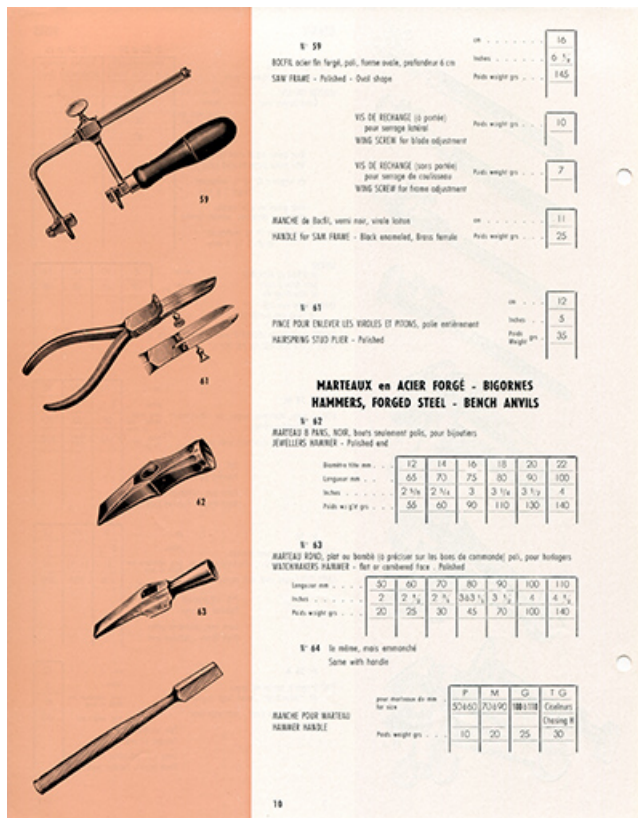 N° 59
BOCFIL acier fin forgé, poli, forme ovale, profondeur 6 cm
SAW FRAME - Polished - Oval shape
cm . . . . . . . 16
Inches . . . . . 6
Poids weight grs . 145
VIS DE RECHANGE (à portée)
pour serrage latéral
WING SCREW for blade adjustment
Poids weight grs . . . 10
VIS DE RECHANGE (sans portée)
pour serrage de coulisseau
WING SCREW for frame adjustment
Poids weight grs . . . 7
59
MANCHE de Bocfil, verni noir, virole laiton
HANDLE for SAW FRAME - Black enameled, Brass ferrule
cm . . . . . . . 11
Poids weight grs . . . 25
N° 61
PINCE POUR ENLEVER LES VIROLES ET PITONS, polie entièrement
HAIRSPRING STUD PLIER - Polished
cm . . . 12
Inches . . . 5
Poids Weight grs . . 35
61
MARTEAUX en ACIER FORGÉ - BIGORNES
HAMMERS, FORGED STEEL - BENCH ANVILS
N° 62
MARTEAU 8 PANS, NOIR, bouts seulement polis, pour bijoutiers
JEWELLERS HAMMER - Polished end
Diamètre tête mm . . . 12 14 16 18 20 22
Longueur mm . . 65 70 75 80 90 100
Inches . . . . 2 2 3 3 3 4
Poids weight grs . . . 55 60 90 110 130 140
62
N° 63
MARTEAU ROND, plat ou bombé (à préciser sur les bons de commande) poli, pour horlogers
WATCHMAKERS HAMMER - flat or cambered face . Polished
Longueur mm . . . . 50 60 70 80 90 100 110
Inches . . . . . . . 2 2 2 3 4 4
Poids weight grs . . . 20 25 30 45 70 100 140
63
N° 64 le même, mais emmanché
Same with handle
MANCHE POUR MARTEAU
HAMMER HANDLE
P M G T G
pour marteaux de mm
for size
50à60 70à90 100à110 Ciseleurs
Chasing H
Poids weight grs . . . 10 20 25 30
10